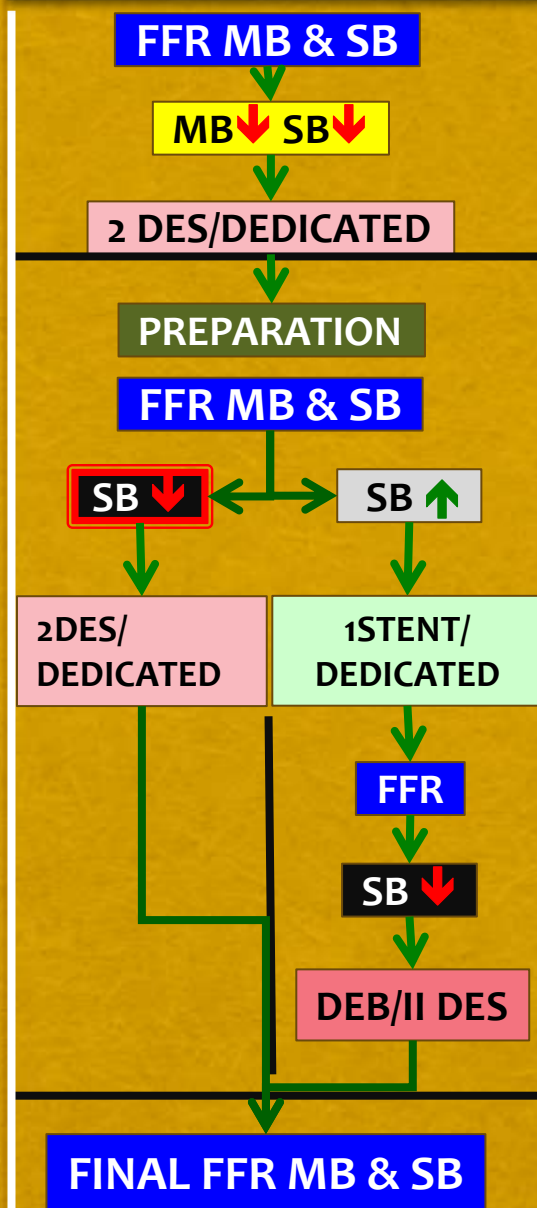 FFR MB & SB
MB↓ SB↓
2 DES/DEDICATED
PREPARATION
FFR MB & SB
SB ↓
SB ↑
2DES/
DEDICATED
1STENT/
DEDICATED
FFR
SB ↓
DEB/II DES
FINAL FFR MB & SB